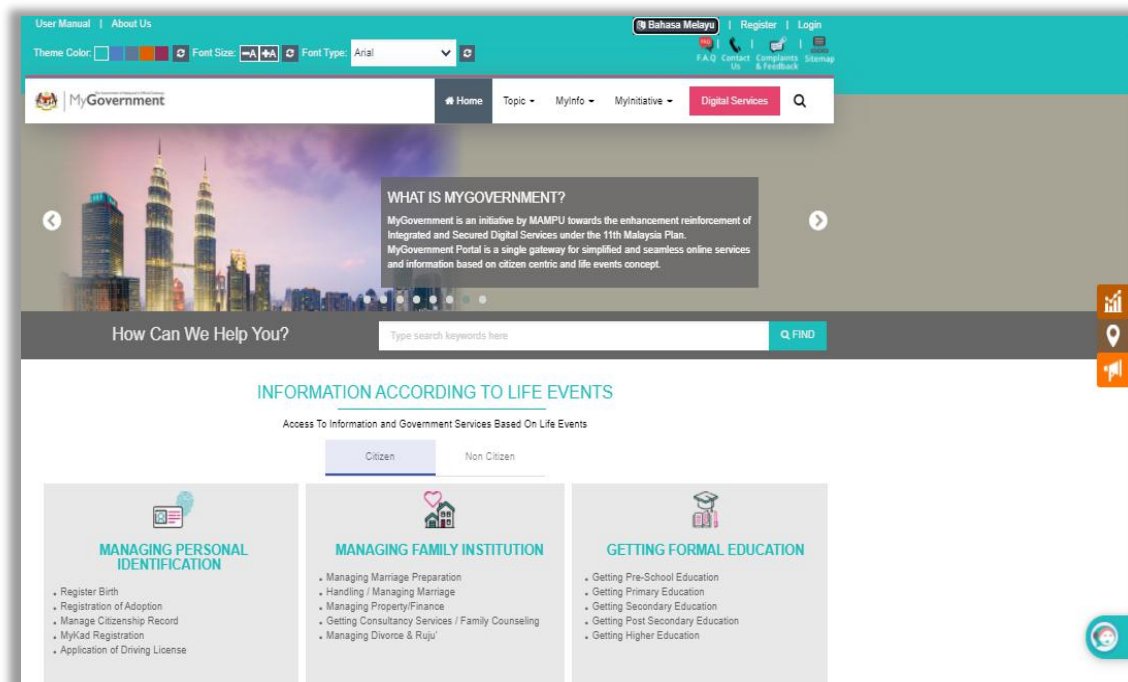 User Manual | About Us
Bahasa Melayu | Register | Login
Theme Color: Font Size: -A +A Font Type: Arial
F.A.Q Contact Us Complaints & Feedback Sitemap
MyGovernment
Home Topic MyInfo MyInitiative Digital Services
WHAT IS MYGOVERNMENT?
MyGovernment is an initiative by MAMPU towards the enhancement reinforcement of
Integrated and Secured Digital Services under the 11th Malaysia Plan.
MyGovernment Portal is a single gateway for simplified and seamless online services
and information based on citizen centric and life events concept.
How Can We Help You?
Type search keywords here
FIND
INFORMATION ACCORDING TO LIFE EVENTS
Access To Information and Government Services Based On Life Events
Citizen Non Citizen
MANAGING PERSONAL
IDENTIFICATION
Register Birth
Registration of Adoption
Manage Citizenship Record
MyKad Registration
Application of Driving License
MANAGING FAMILY INSTITUTION
Managing Marriage Preparation
Handling / Managing Marriage
Managing Property/Finance
Getting Consultancy Services / Family Counseling
Managing Divorce & Ruju'
GETTING FORMAL EDUCATION
Getting Pre-School Education
Getting Primary Education
Getting Secondary Education
Getting Post Secondary Education
Getting Higher Education